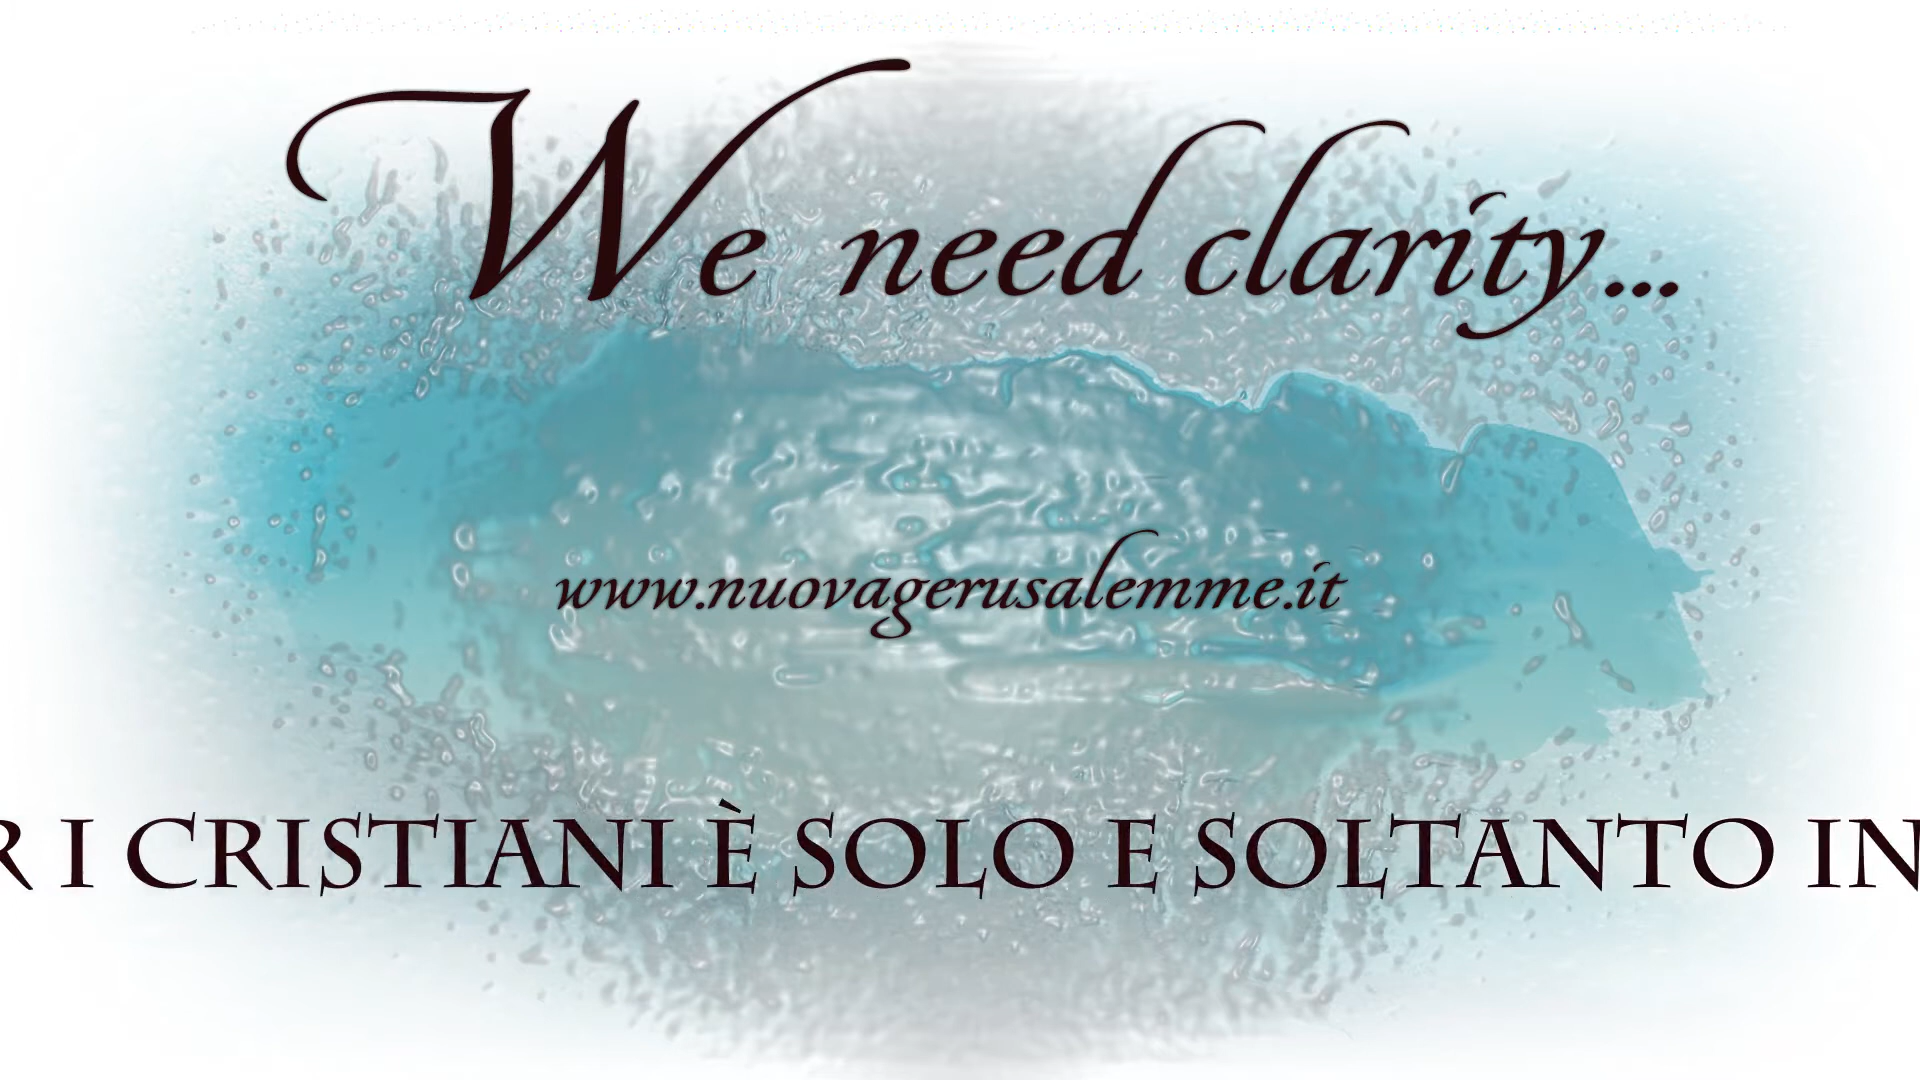 We need clarity...
www.nuovagerusalemme.it
R I CRISTIANI È SOLO E SOLTANTO IN